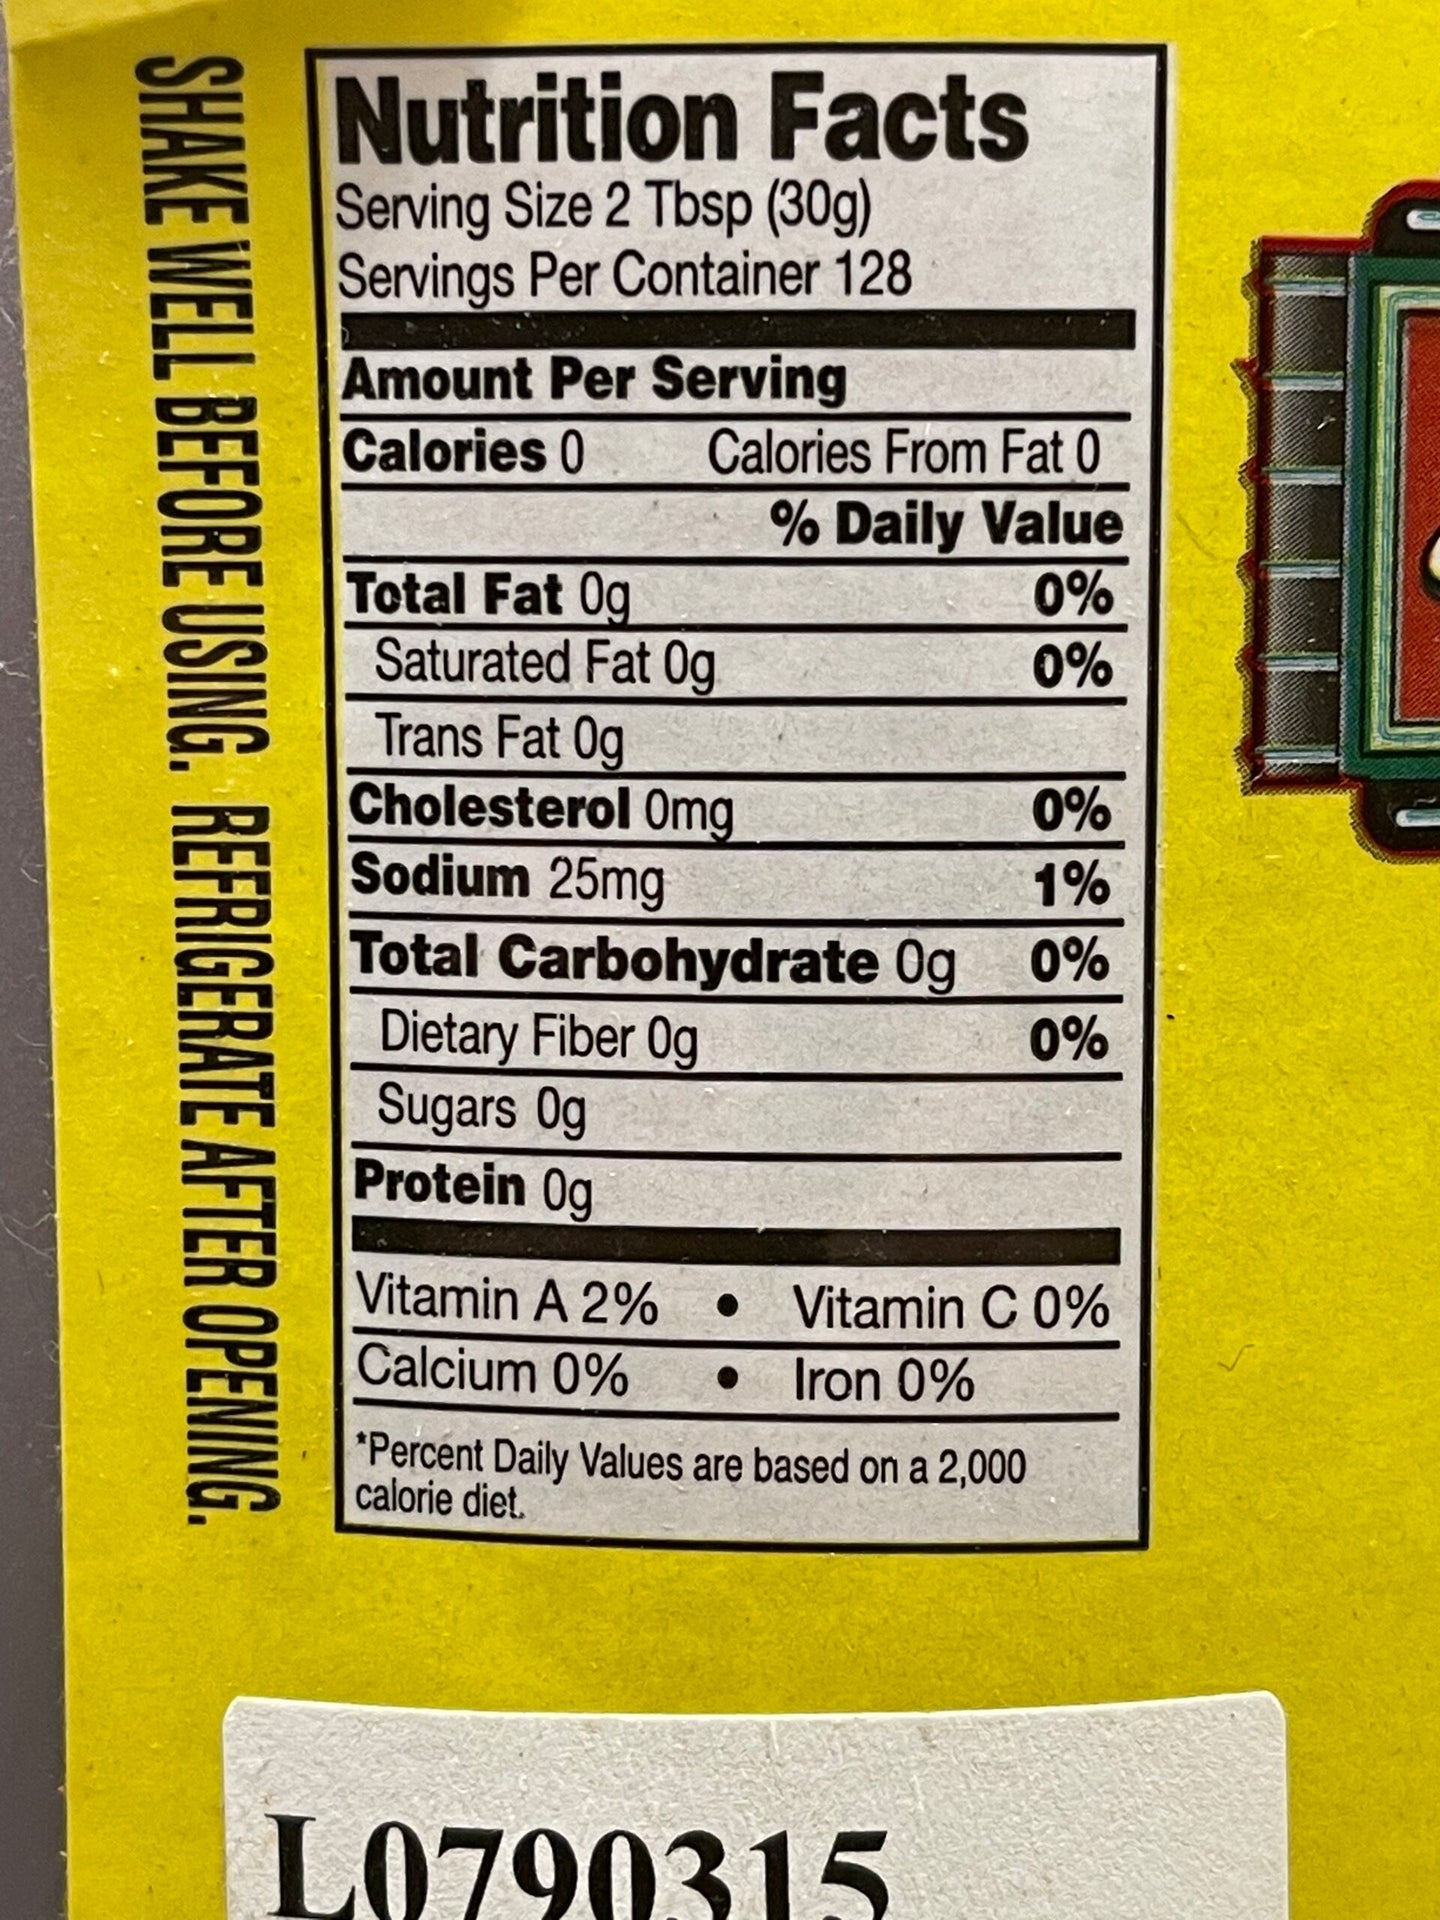 SHAKE WELL BEFORE USING. REFRIGERATE AFTER OPENING.
Nutrition Facts
Serving Size 2 Tbsp (30g)
Servings Per Container 128
Amount Per Serving
Calories 0 Calories From Fat 0
% Daily Value
Total Fat 0g 0%
Saturated Fat 0g 0%
Trans Fat 0g
Cholesterol 0mg 0%
Sodium 25mg 1%
Total Carbohydrate 0g 0%
Dietary Fiber 0g 0%
Sugars 0g
Protein 0g
Vitamin A 2% • Vitamin C 0%
Calcium 0% • Iron 0%
*Percent Daily Values are based on a 2,000
calorie diet.
L0790315